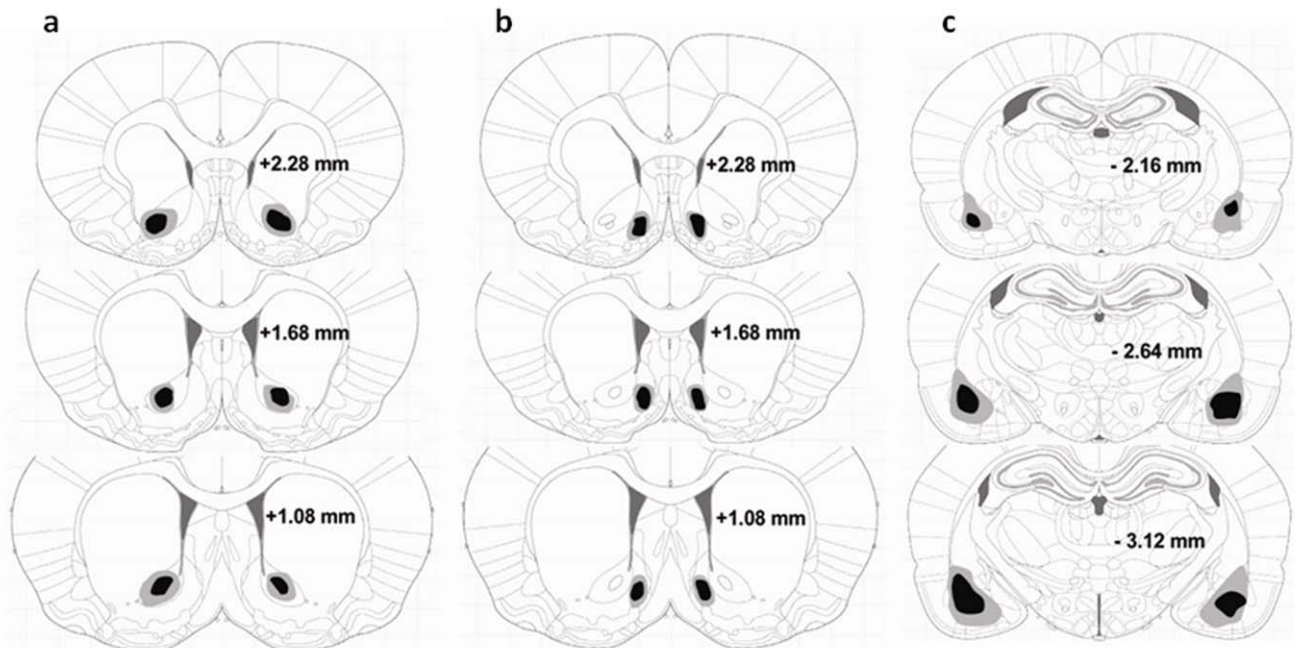 a
+2.28 mm
+1.68 mm
+1.08 mm
b
+2.28 mm
+1.68 mm
+1.08 mm
c
- 2.16 mm
- 2.64 mm
- 3.12 mm